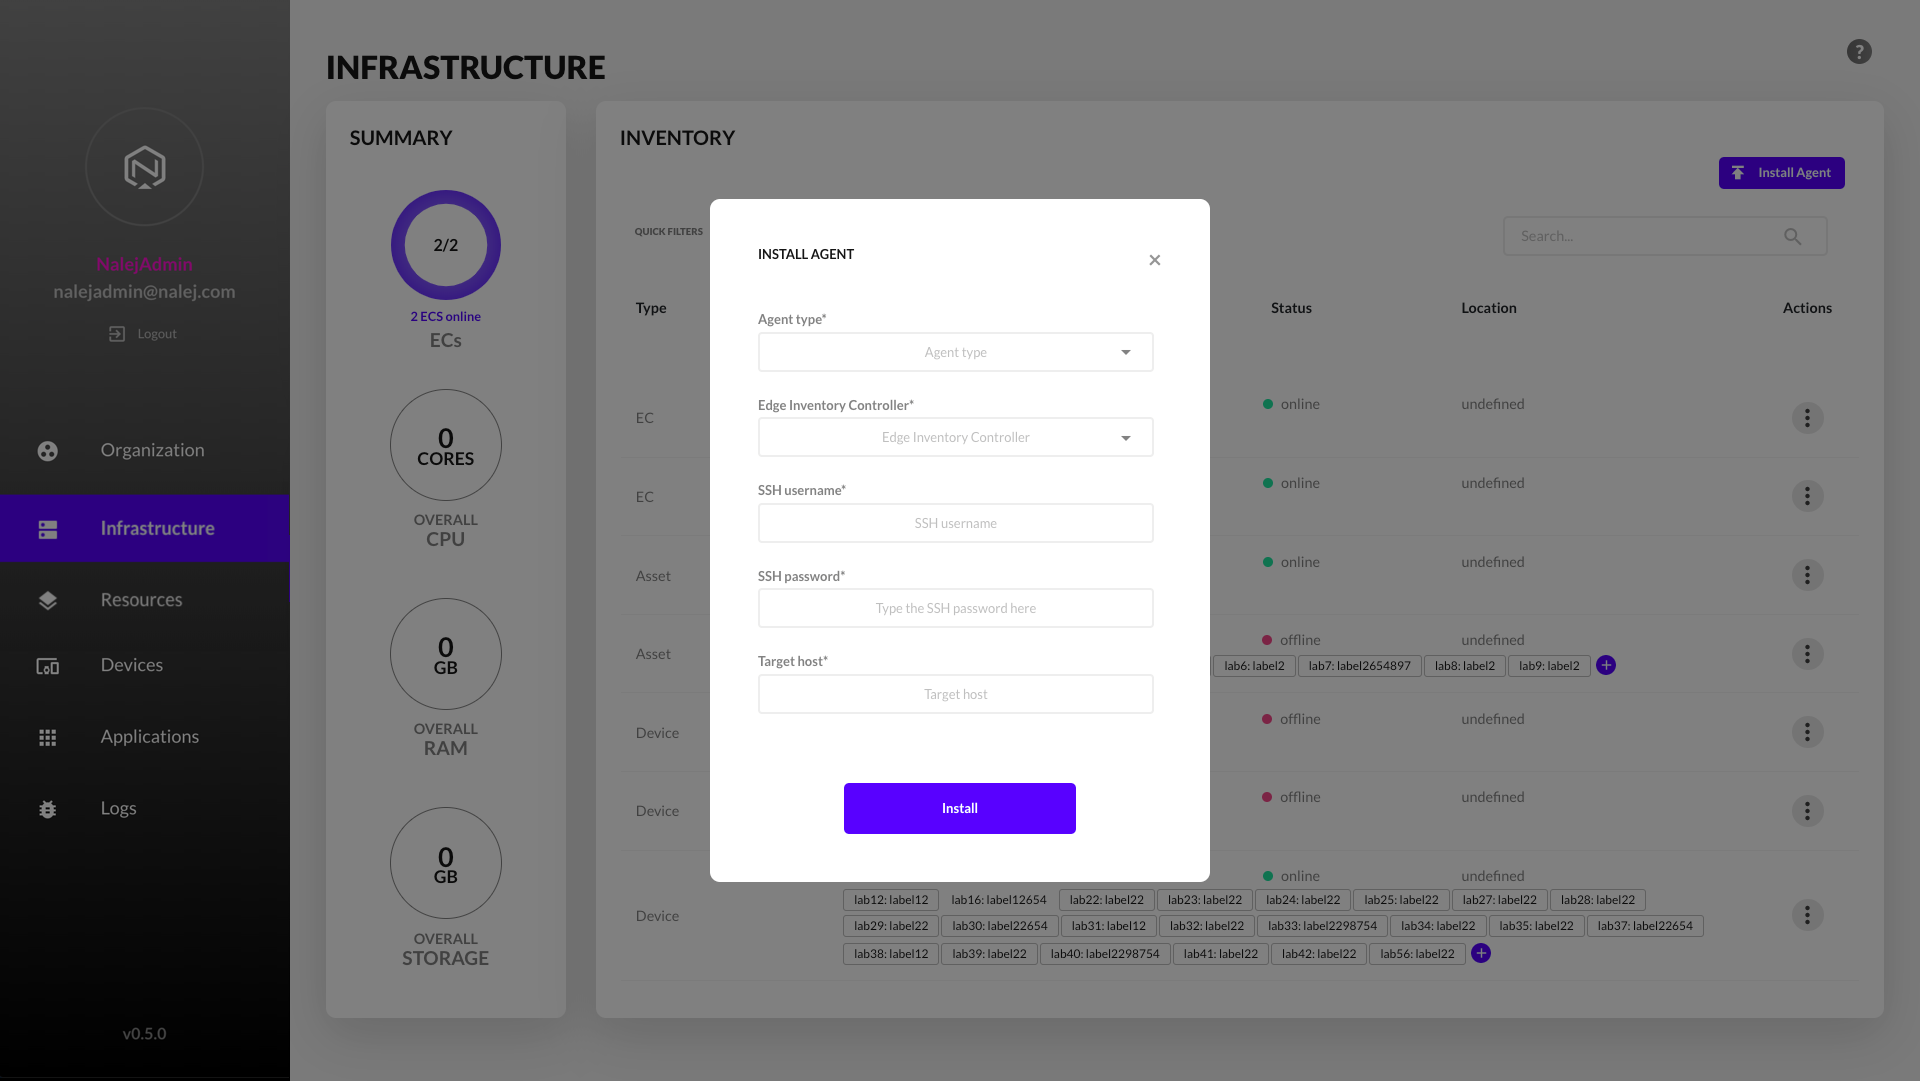 NalejAdmin
nalejadmin@nalej.com
Logout
Organization
Infrastructure
Resources
Devices
Applications
Logs
v0.5.0
INFRASTRUCTURE
?
SUMMARY
2/2
2 ECS online
ECs
0
CORES
OVERALL
CPU
0
GB
OVERALL
RAM
0
GB
OVERALL
STORAGE
INVENTORY
Install Agent
QUICK FILTERS
Search...
Type Status Location Actions
EC online undefined
EC online undefined
Asset online undefined
Asset offline undefined
lab6: label2 lab7: label2654897 lab8: label2 lab9: label2 +
Device offline undefined
Device offline undefined
Device online undefined
lab12: label12 lab16: label12654 lab22: label22 lab23: label22 lab24: label22 lab25: label22 lab27: label22 lab28: label22
lab29: label22 lab30: label22654 lab31: label12 lab32: label22 lab33: label2298754 lab34: label22 lab35: label22 lab37: label22654
lab38: label12 lab39: label22 lab40: label2298754 lab41: label22 lab42: label22 lab56: label22 +
INSTALL AGENT
×
Agent type*
Agent type
Edge Inventory Controller*
Edge Inventory Controller
SSH username*
SSH username
SSH password*
Type the SSH password here
Target host*
Target host
Install